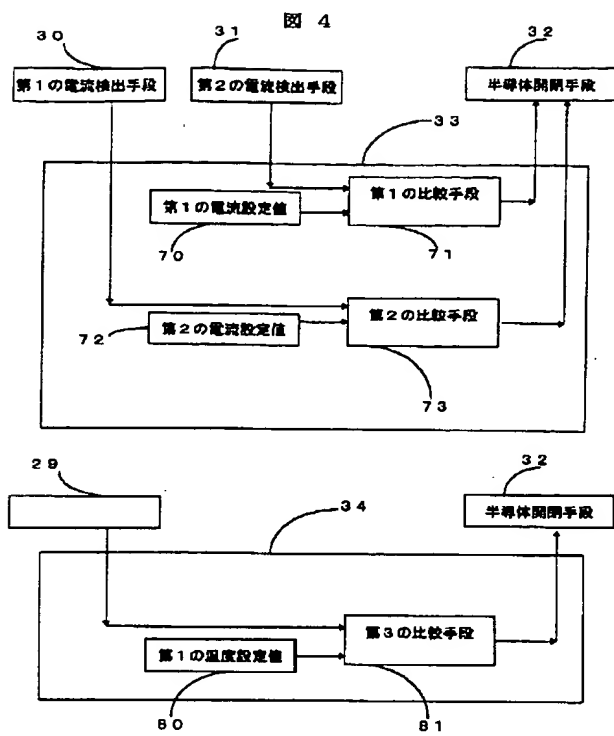 図 4
30
31
32
第1の電流検出手段
第2の電流検出手段
半導体開閉手段
33
第1の電流設定値
第1の比較手段
70
71
第2の電流設定値
第2の比較手段
72
73
29
32
半導体開閉手段
34
第3の比較手段
第1の温度設定値
80
81